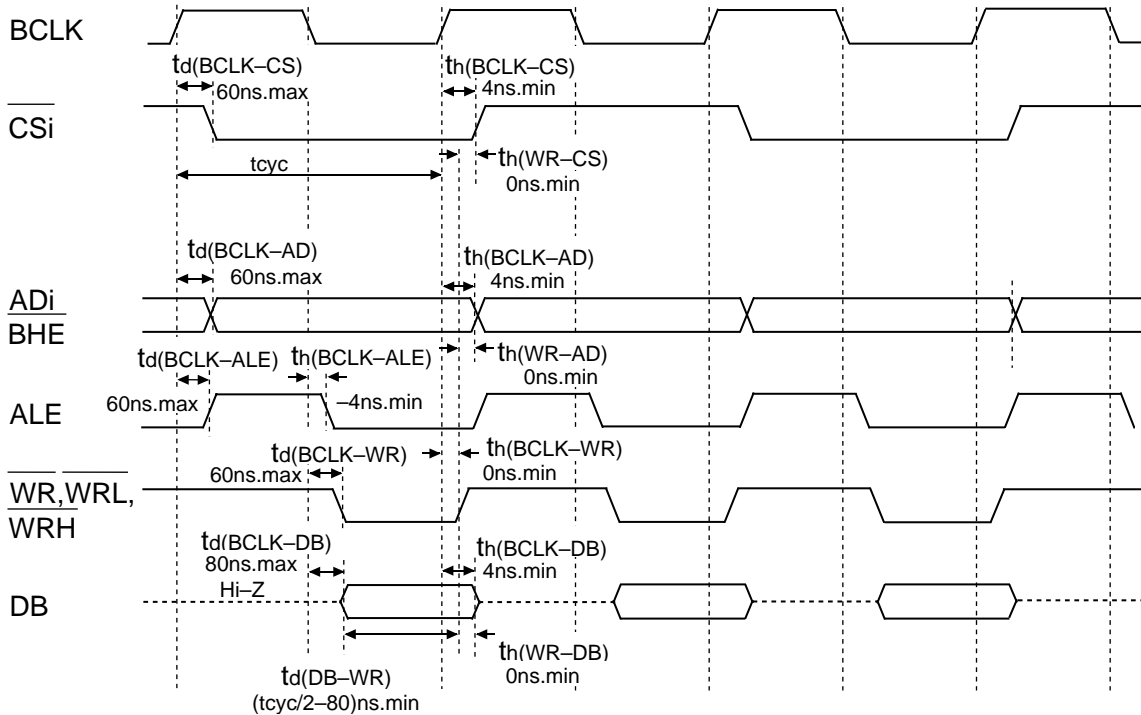 BCLK
td(BCLK–CS)
60ns.max
th(BCLK–CS)
4ns.min
CSi
th(WR–CS)
0ns.min
tcyc
td(BCLK–AD)
60ns.max
th(BCLK–AD)
4ns.min
ADi
BHE
th(WR–AD)
0ns.min
td(BCLK–ALE)
60ns.max
th(BCLK–ALE)
–4ns.min
ALE
td(BCLK–WR)
60ns.max
th(BCLK–WR)
0ns.min
WR,WRL,
WRH
td(BCLK–DB)
80ns.max
th(BCLK–DB)
4ns.min
Hi–Z
DB
th(WR–DB)
0ns.min
td(DB–WR)
(tcyc/2–80)ns.min